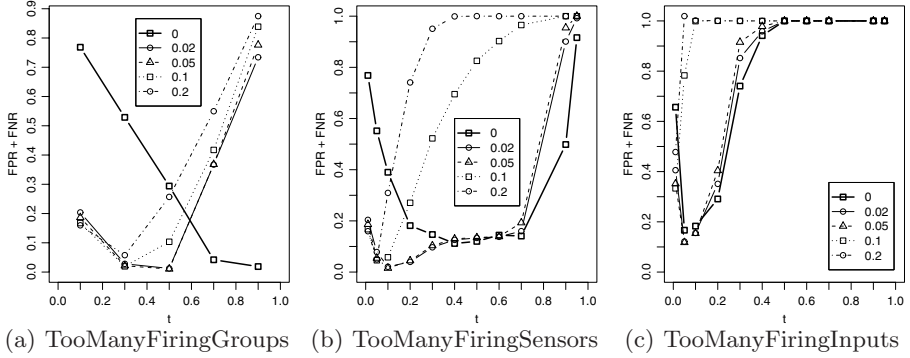 FPR + FNR
0.0 0.1 0.2 0.3 0.4 0.5 0.6 0.7 0.8 0.9
0
0.02
0.05
0.1
0.2
0.0 0.2 0.4 0.6 0.8 1.0
t
(a) TooManyFiringGroups
FPR + FNR
0.0 0.2 0.4 0.6 0.8 1.0
0
0.02
0.05
0.1
0.2
0.0 0.2 0.4 0.6 0.8 1.0
t
(b) TooManyFiringSensors
FPR + FNR
0.0 0.2 0.4 0.6 0.8 1.0
0
0.02
0.05
0.1
0.2
0.0 0.2 0.4 0.6 0.8 1.0
t
(c) TooManyFiringInputs